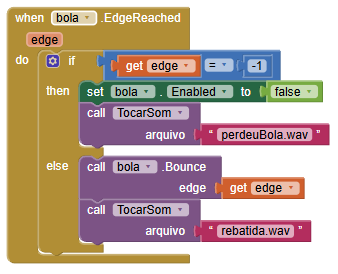 when bola .EdgeReached
edge
do if get edge = -1
then set bola . Enabled to false
call TocarSom
arquivo " perdeuBola.wav "
else call bola .Bounce
edge get edge
call TocarSom
arquivo " rebatida.wav "